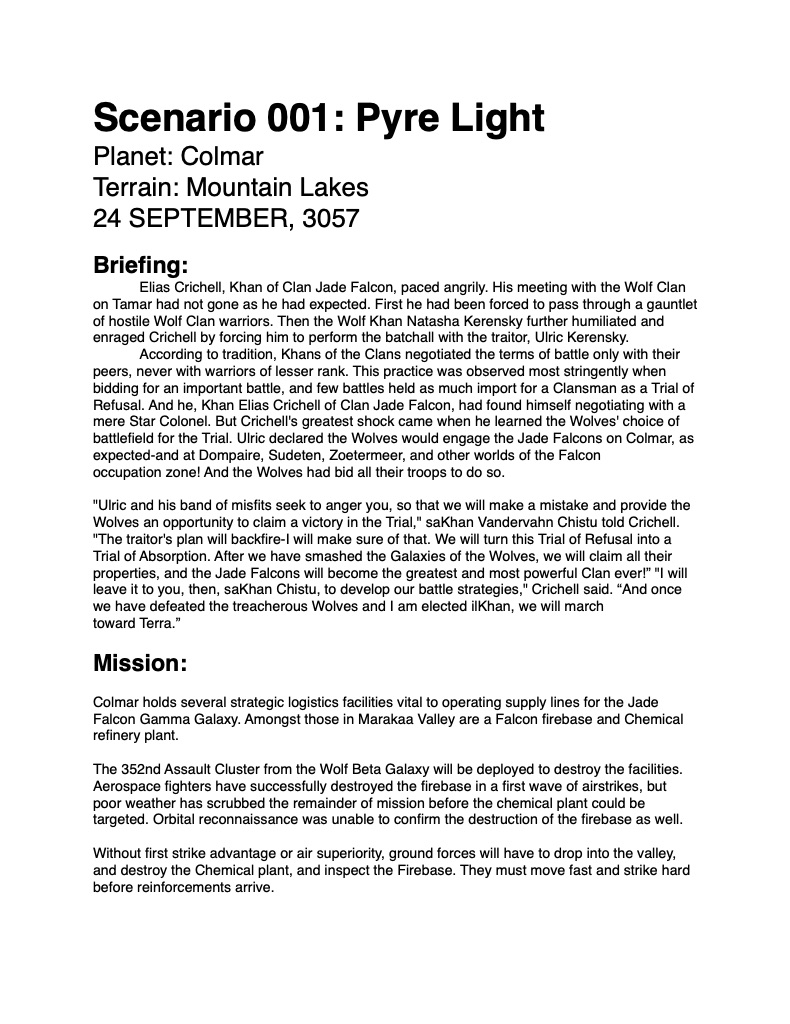 Scenario 001: Pyre Light
Planet: Colmar
Terrain: Mountain Lakes
24 SEPTEMBER, 3057
Briefing:
Elias Crichell, Khan of Clan Jade Falcon, paced angrily. His meeting with the Wolf Clan
on Tamar had not gone as he had expected. First he had been forced to pass through a gauntlet
of hostile Wolf Clan warriors. Then the Wolf Khan Natasha Kerensky further humiliated and
enraged Crichell by forcing him to perform the batchall with the traitor, Ulric Kerensky.
According to tradition, Khans of the Clans negotiated the terms of battle only with their
peers, never with warriors of lesser rank. This practice was observed most stringently when
bidding for an important battle, and few battles held as much import for a Clansman as a Trial of
Refusal. And he, Khan Elias Crichell of Clan Jade Falcon, had found himself negotiating with a
mere Star Colonel. But Crichell's greatest shock came when he learned the Wolves' choice of
battlefield for the Trial. Ulric declared the Wolves would engage the Jade Falcons on Colmar, as
expected-and at Dompaire, Sudeten, Zoetermeer, and other worlds of the Falcon
occupation zone! And the Wolves had bid all their troops to do so.
"Ulric and his band of misfits seek to anger you, so that we will make a mistake and provide the
Wolves an opportunity to claim a victory in the Trial," saKhan Vandervahn Chistu told Crichell.
"The traitor's plan will backfire-I will make sure of that. We will turn this Trial of Refusal into a
Trial of Absorption. After we have smashed the Galaxies of the Wolves, we will claim all their
properties, and the Jade Falcons will become the greatest and most powerful Clan ever!” "I will
leave it to you, then, saKhan Chistu, to develop our battle strategies," Crichell said. “And once
we have defeated the treacherous Wolves and I am elected ilKhan, we will march
toward Terra.”
Mission:
Colmar holds several strategic logistics facilities vital to operating supply lines for the Jade
Falcon Gamma Galaxy. Amongst those in Marakaa Valley are a Falcon firebase and Chemical
refinery plant.
The 352nd Assault Cluster from the Wolf Beta Galaxy will be deployed to destroy the facilities.
Aerospace fighters have successfully destroyed the firebase in a first wave of airstrikes, but
poor weather has scrubbed the remainder of mission before the chemical plant could be
targeted. Orbital reconnaissance was unable to confirm the destruction of the firebase as well.
Without first strike advantage or air superiority, ground forces will have to drop into the valley,
and destroy the Chemical plant, and inspect the Firebase. They must move fast and strike hard
before reinforcements arrive.